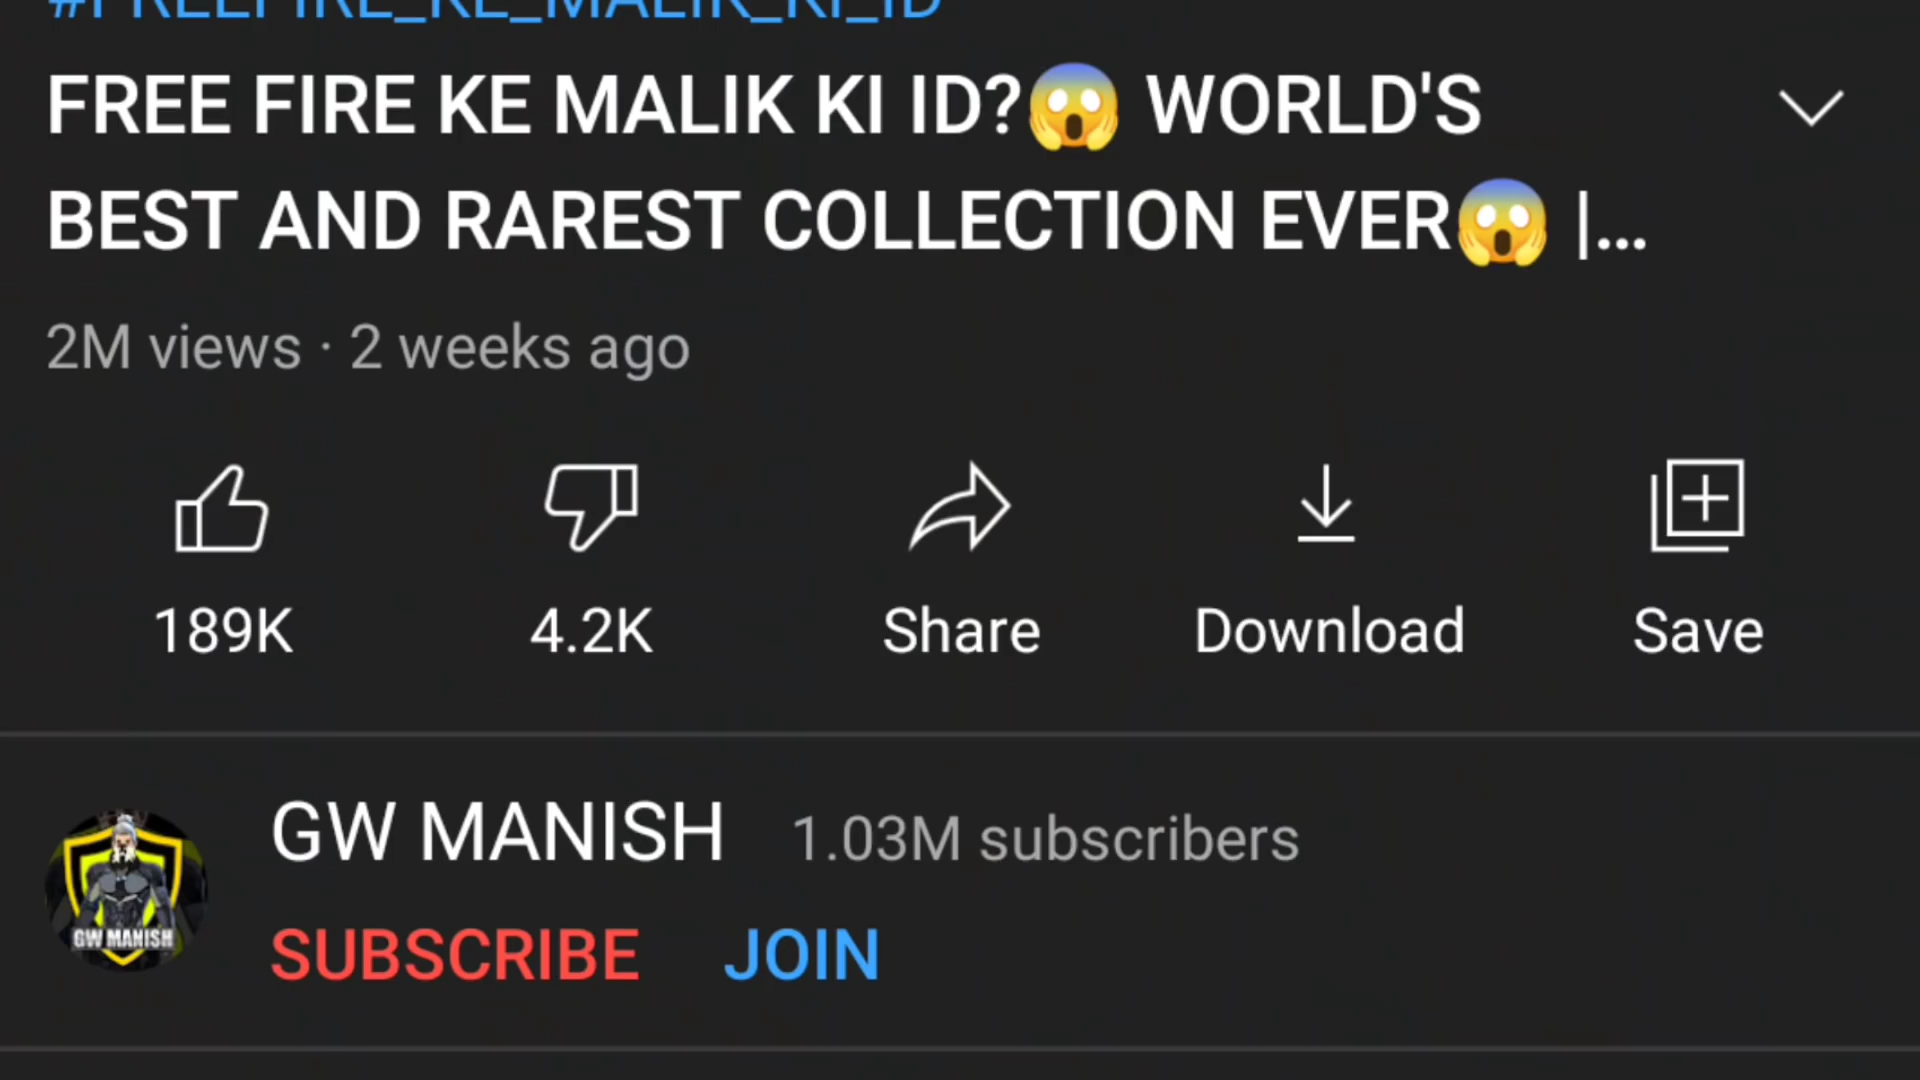 #FREEFIRE_KE_MALIK_KI_ID
FREE FIRE KE MALIK KI ID?😱 WORLD'S
BEST AND RAREST COLLECTION EVER😱 |...
2M views · 2 weeks ago
189K 4.2K Share Download Save
GW MANISH 1.03M subscribers
GW MANISH
SUBSCRIBE JOIN